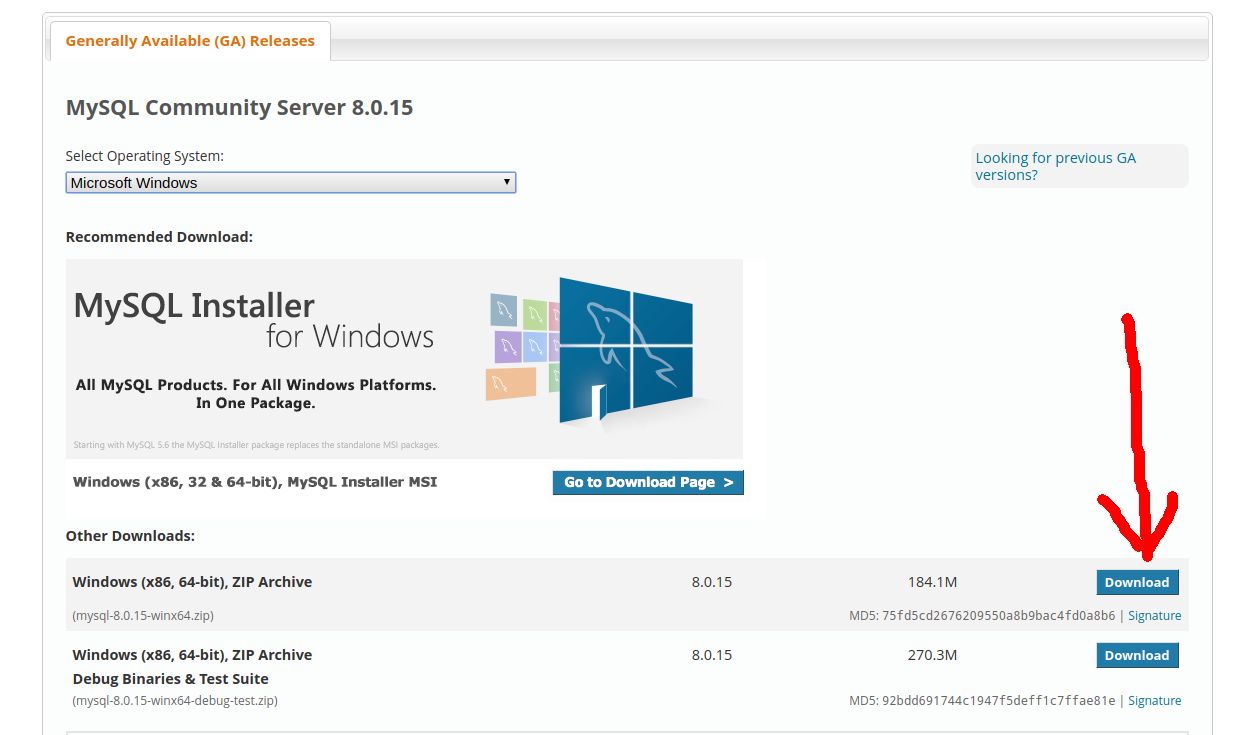 Generally Available (GA) Releases
MySQL Community Server 8.0.15
Select Operating System:
Microsoft Windows
Looking for previous GA
versions?
Recommended Download:
MySQL Installer
for Windows
All MySQL Products. For All Windows Platforms.
In One Package.
Starting with MySQL 5.6 the MySQL Installer package replaces the standalone MSI packages.
Windows (x86, 32 & 64-bit), MySQL Installer MSI
Go to Download Page >
Other Downloads:
Windows (x86, 64-bit), ZIP Archive 8.0.15 184.1M Download
(mysql-8.0.15-winx64.zip) MD5: 75fd5cd2676209550a8b9bac4fd0a8b6 | Signature
Windows (x86, 64-bit), ZIP Archive 8.0.15 270.3M Download
Debug Binaries & Test Suite
(mysql-8.0.15-winx64-debug-test.zip) MD5: 92bdd691744c1947f5deff1c7ffae81e | Signature